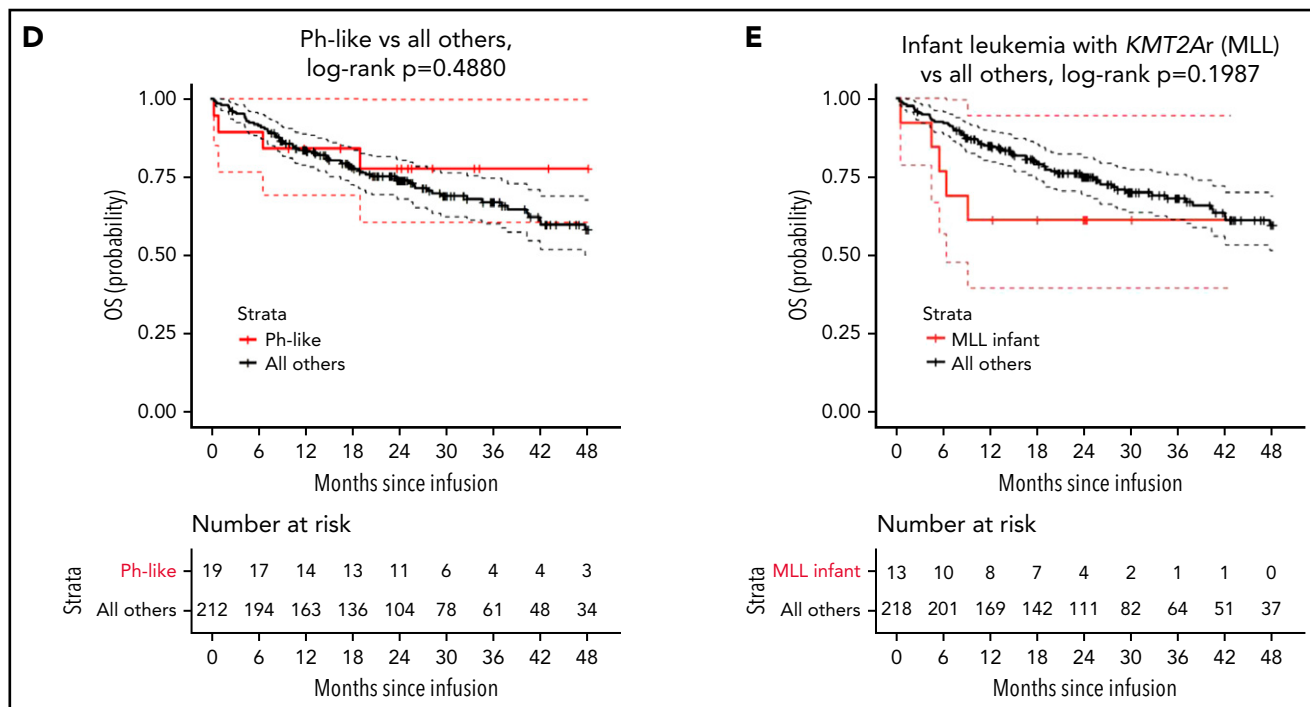 D
Ph-like vs all others,
log-rank p=0.4880
1.00
0.75
0.50
0.25
0.00
OS (probability)
Strata
Ph-like
All others
0 6 12 18 24 30 36 42 48
Months since infusion
Number at risk
Strata
Ph-like 19 17 14 13 11 6 4 4 3
All others 212 194 163 136 104 78 61 48 34
0 6 12 18 24 30 36 42 48
Months since infusion
E
Infant leukemia with KMT2Ar (MLL)
vs all others, log-rank p=0.1987
1.00
0.75
0.50
0.25
0.00
OS (probability)
Strata
MLL infant
All others
0 6 12 18 24 30 36 42 48
Months since infusion
Number at risk
Strata
MLL infant 13 10 8 7 4 2 1 1 0
All others 218 201 169 142 111 82 64 51 37
0 6 12 18 24 30 36 42 48
Months since infusion